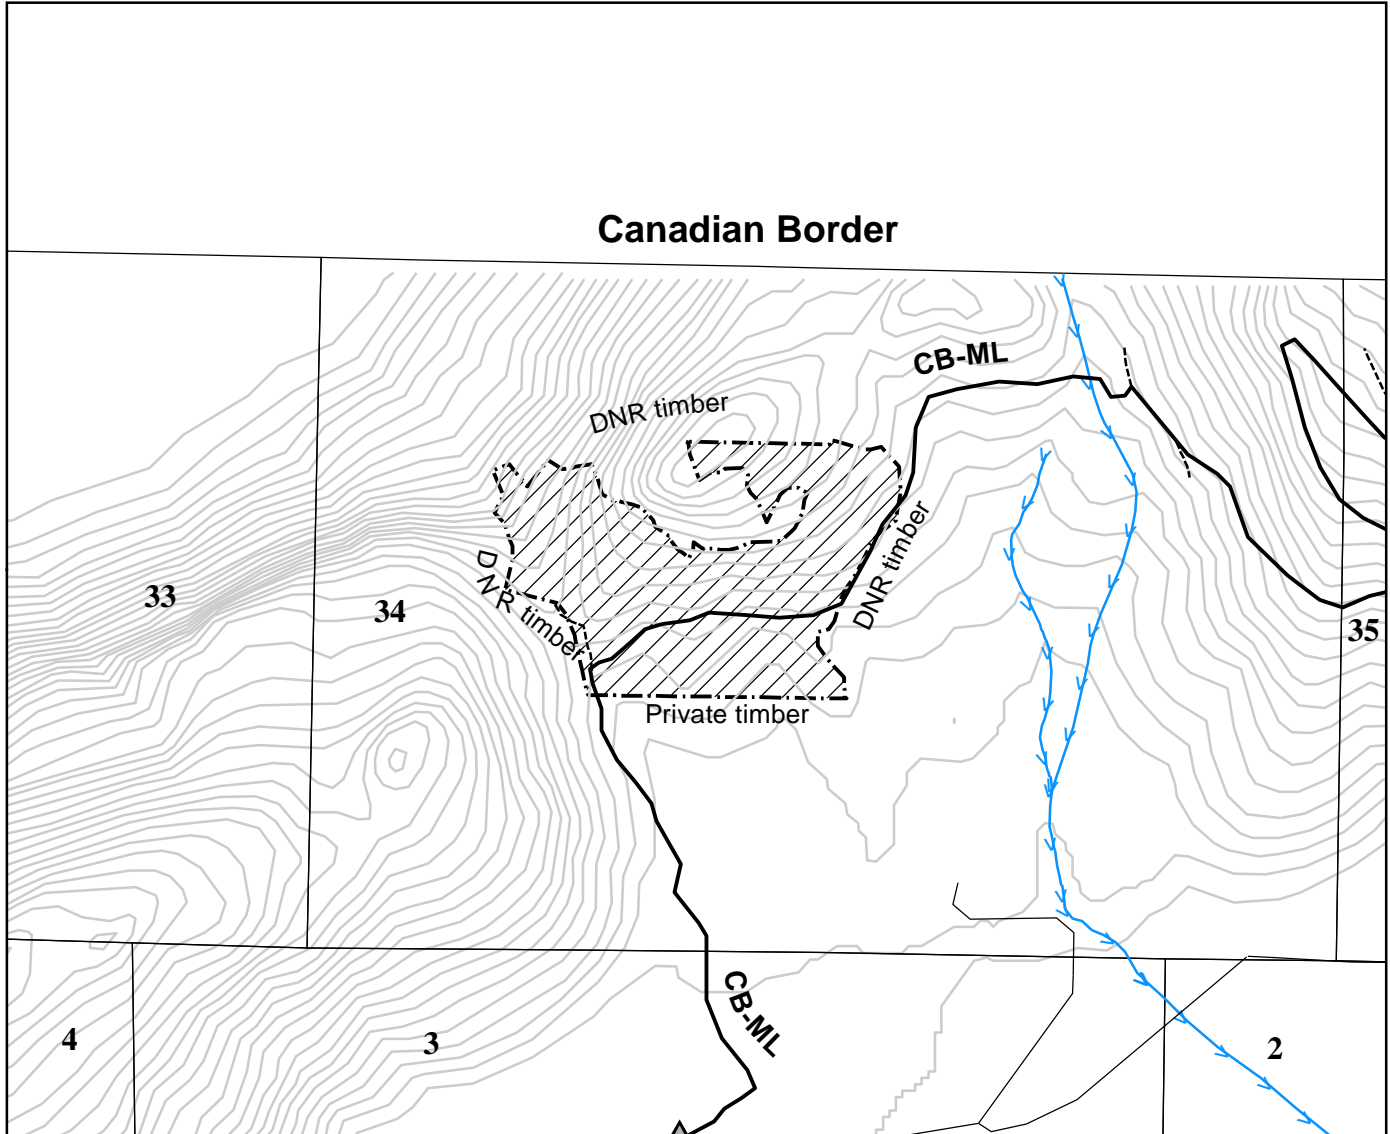 Canadian Border
CB-ML
DNR timber
DNR timber
DNR timber
33
34
35
Private timber
CB-ML
4
3
2